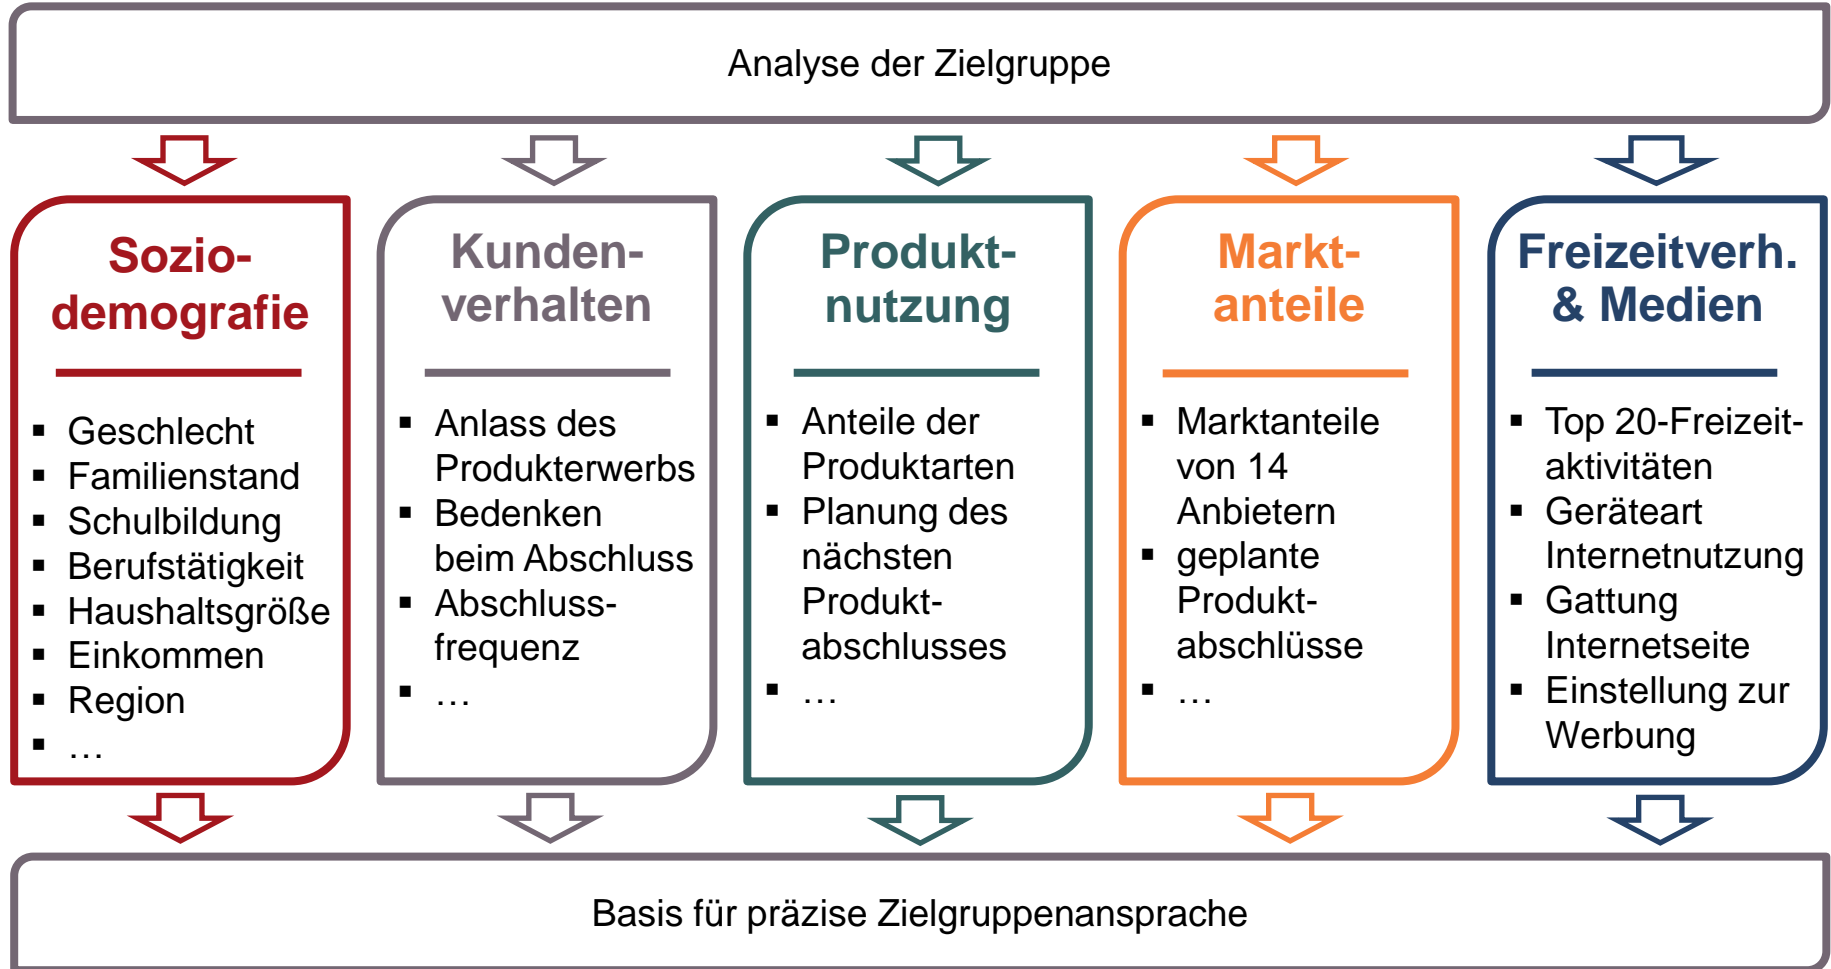 Analyse der Zielgruppe
Sozio-
demografie
▪ Geschlecht
▪ Familienstand
▪ Schulbildung
▪ Berufstätigkeit
▪ Haushaltsgröße
▪ Einkommen
▪ Region
▪ …
Kunden-
verhalten
▪ Anlass des
Produkterwerbs
▪ Bedenken
beim Abschluss
▪ Abschluss-
frequenz
▪ …
Produkt-
nutzung
▪ Anteile der
Produktarten
▪ Planung des
nächsten
Produkt-
abschlusses
▪ …
Markt-
anteile
▪ Marktanteile
von 14
Anbietern
▪ geplante
Produkt-
abschlüsse
▪ …
Freizeitverh.
& Medien
▪ Top 20-Freizeit-
aktivitäten
▪ Geräteart
Internetnutzung
▪ Gattung
Internetseite
▪ Einstellung zur
Werbung
Basis für präzise Zielgruppenansprache